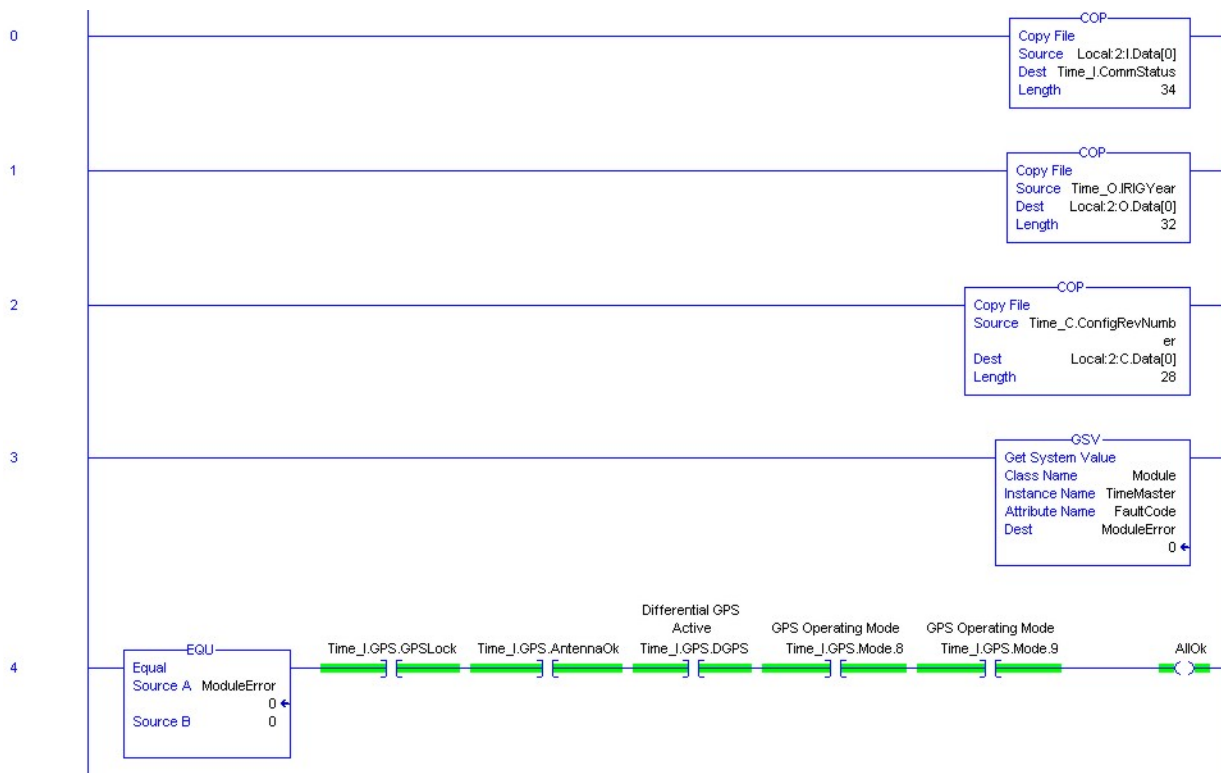 0
COP
Copy File
Source Local:2:I.Data[0]
Dest Time_I.CommStatus
Length 34
1
COP
Copy File
Source Time_O.IRIGYear
Dest Local:2:O.Data[0]
Length 32
2
COP
Copy File
Source Time_C.ConfigRevNumb
er
Dest Local:2:C.Data[0]
Length 28
3
GSV
Get System Value
Class Name Module
Instance Name TimeMaster
Attribute Name FaultCode
Dest ModuleError
0
4
EQU
Equal
Source A ModuleError
0
Source B 0
Time_I.GPS.GPSLock
Time_I.GPS.AntennaOk
Differential GPS
Active
Time_I.GPS.DGPS
GPS Operating Mode
Time_I.GPS.Mode.8
GPS Operating Mode
Time_I.GPS.Mode.9
AllOk